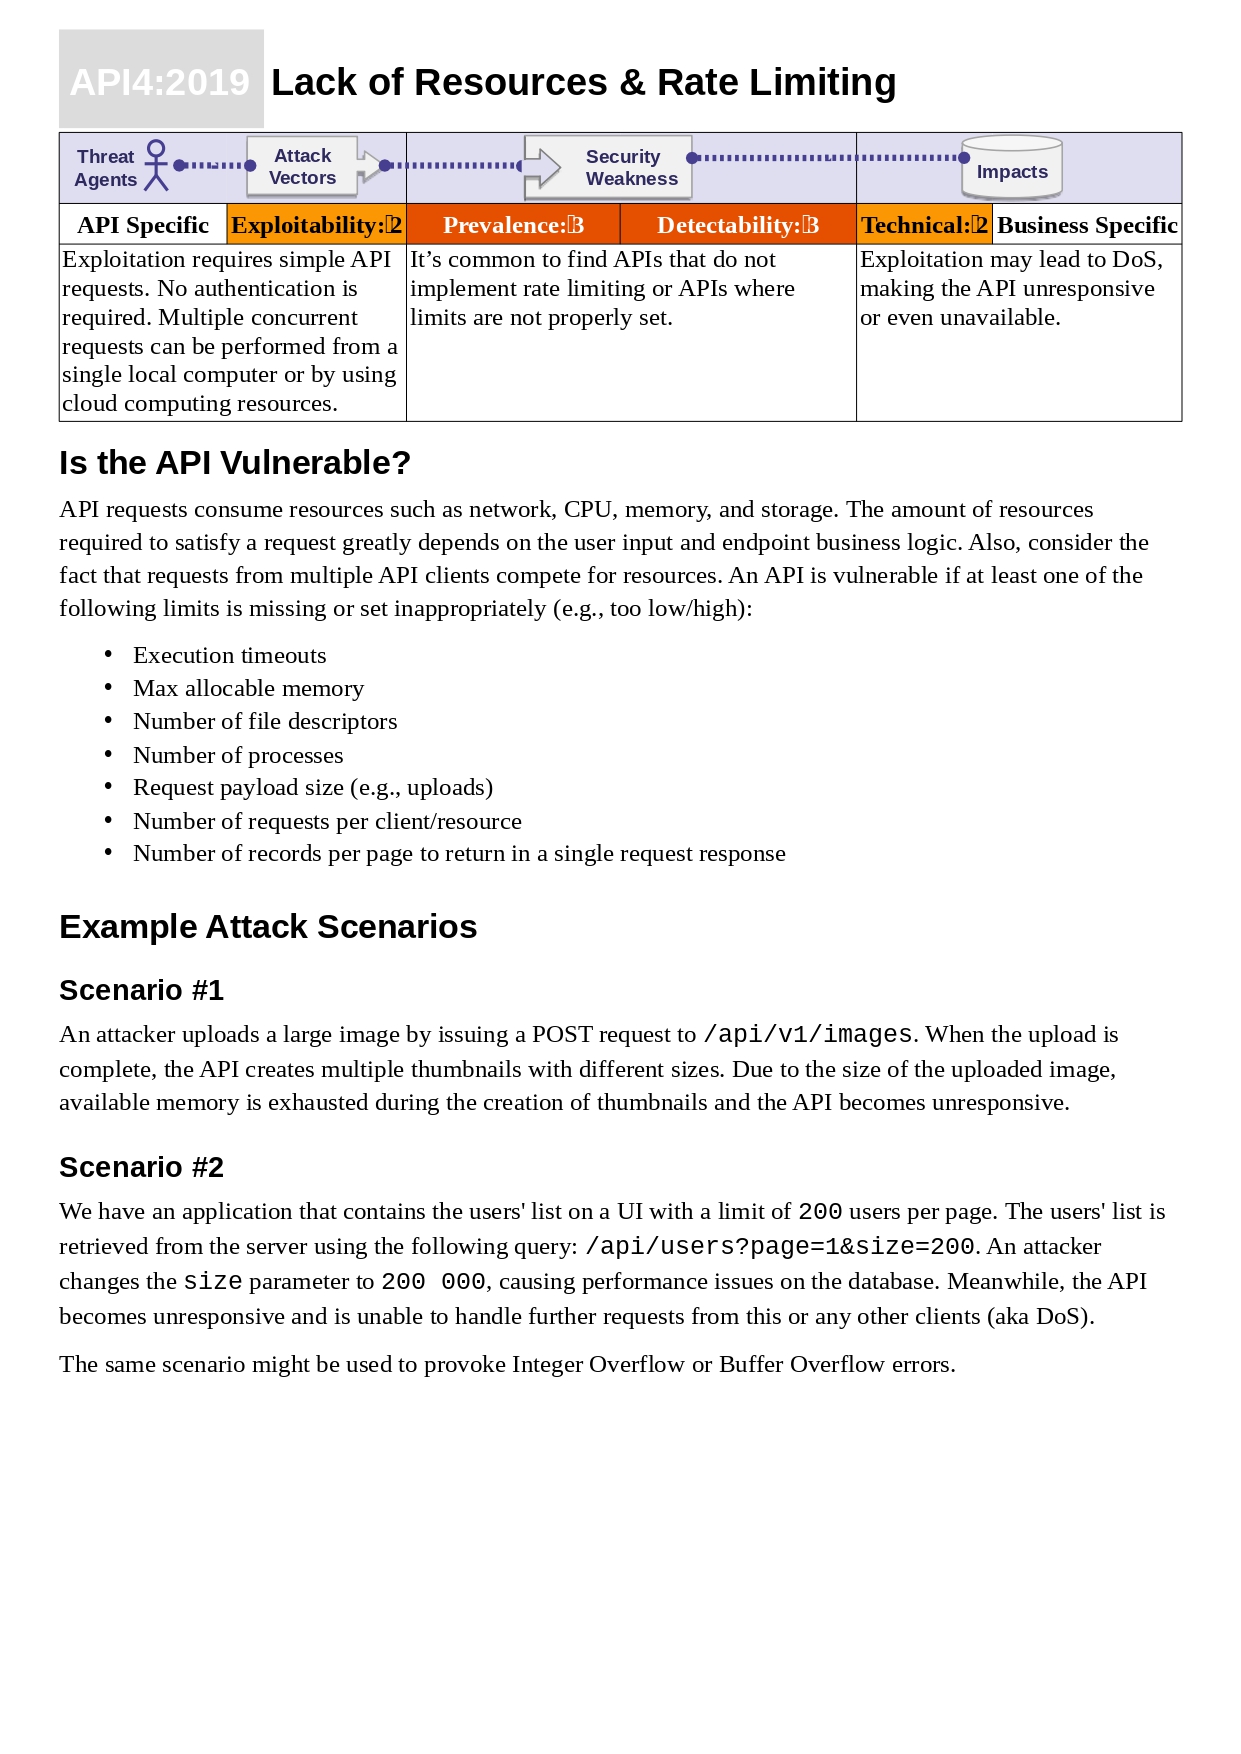 API4:2019 Lack of Resources & Rate Limiting
Threat Agents Attack Vectors Security Weakness Impacts
API Specific Exploitability: 2 Prevalence: 3 Detectability: 3 Technical: 2 Business Specific
Exploitation requires simple API
requests. No authentication is
required. Multiple concurrent
requests can be performed from a
single local computer or by using
cloud computing resources.
It’s common to find APIs that do not
implement rate limiting or APIs where
limits are not properly set.
Exploitation may lead to DoS,
making the API unresponsive
or even unavailable.
Is the API Vulnerable?
API requests consume resources such as network, CPU, memory, and storage. The amount of resources
required to satisfy a request greatly depends on the user input and endpoint business logic. Also, consider the
fact that requests from multiple API clients compete for resources. An API is vulnerable if at least one of the
following limits is missing or set inappropriately (e.g., too low/high):
• Execution timeouts
• Max allocable memory
• Number of file descriptors
• Number of processes
• Request payload size (e.g., uploads)
• Number of requests per client/resource
• Number of records per page to return in a single request response
Example Attack Scenarios
Scenario #1
An attacker uploads a large image by issuing a POST request to /api/v1/images. When the upload is
complete, the API creates multiple thumbnails with different sizes. Due to the size of the uploaded image,
available memory is exhausted during the creation of thumbnails and the API becomes unresponsive.
Scenario #2
We have an application that contains the users' list on a UI with a limit of 200 users per page. The users' list is
retrieved from the server using the following query: /api/users?page=1&size=200. An attacker
changes the size parameter to 200 000, causing performance issues on the database. Meanwhile, the API
becomes unresponsive and is unable to handle further requests from this or any other clients (aka DoS).
The same scenario might be used to provoke Integer Overflow or Buffer Overflow errors.